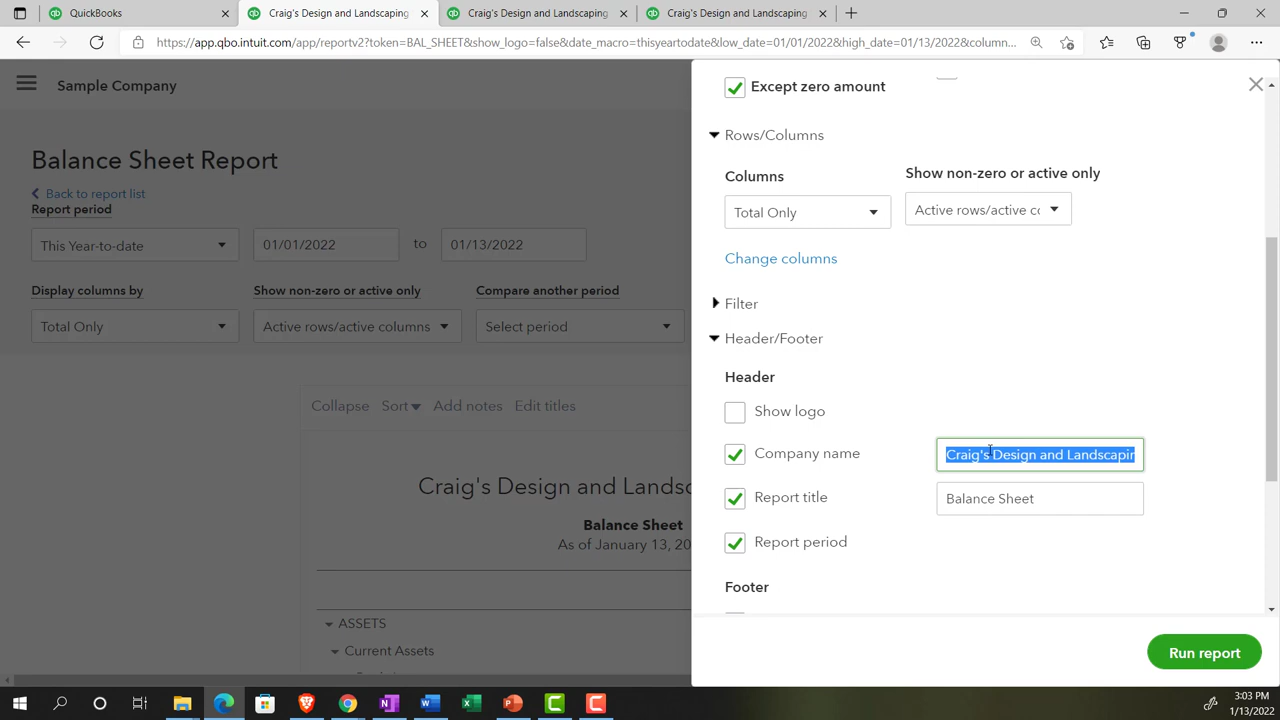 QuickBooks
Craig's Design and Landscaping
Craig's Design and Landscaping
Craig's Design and Landscaping
https://app.qbo.intuit.com/app/reportv2?token=BAL_SHEET&show_logo=false&date_macro=thisyeartodate&low_date=01/01/2022&high_date=01/13/2022&column...
Sample Company
Balance Sheet Report
Back to report list
Report period
This Year-to-date
01/01/2022
to
01/13/2022
Display columns by
Show non-zero or active only
Compare another period
Total Only
Active rows/active columns
Select period
Collapse
Sort
Add notes
Edit titles
Craig's Design and Landsc
Balance Sheet
As of January 13, 20
ASSETS
Current Assets
Except zero amount
Rows/Columns
Columns
Show non-zero or active only
Total Only
Active rows/active cc
Change columns
Filter
Header/Footer
Header
Show logo
Company name
Craig's Design and Landscapin
Report title
Balance Sheet
Report period
Footer
Run report
3:03 PM
1/13/2022